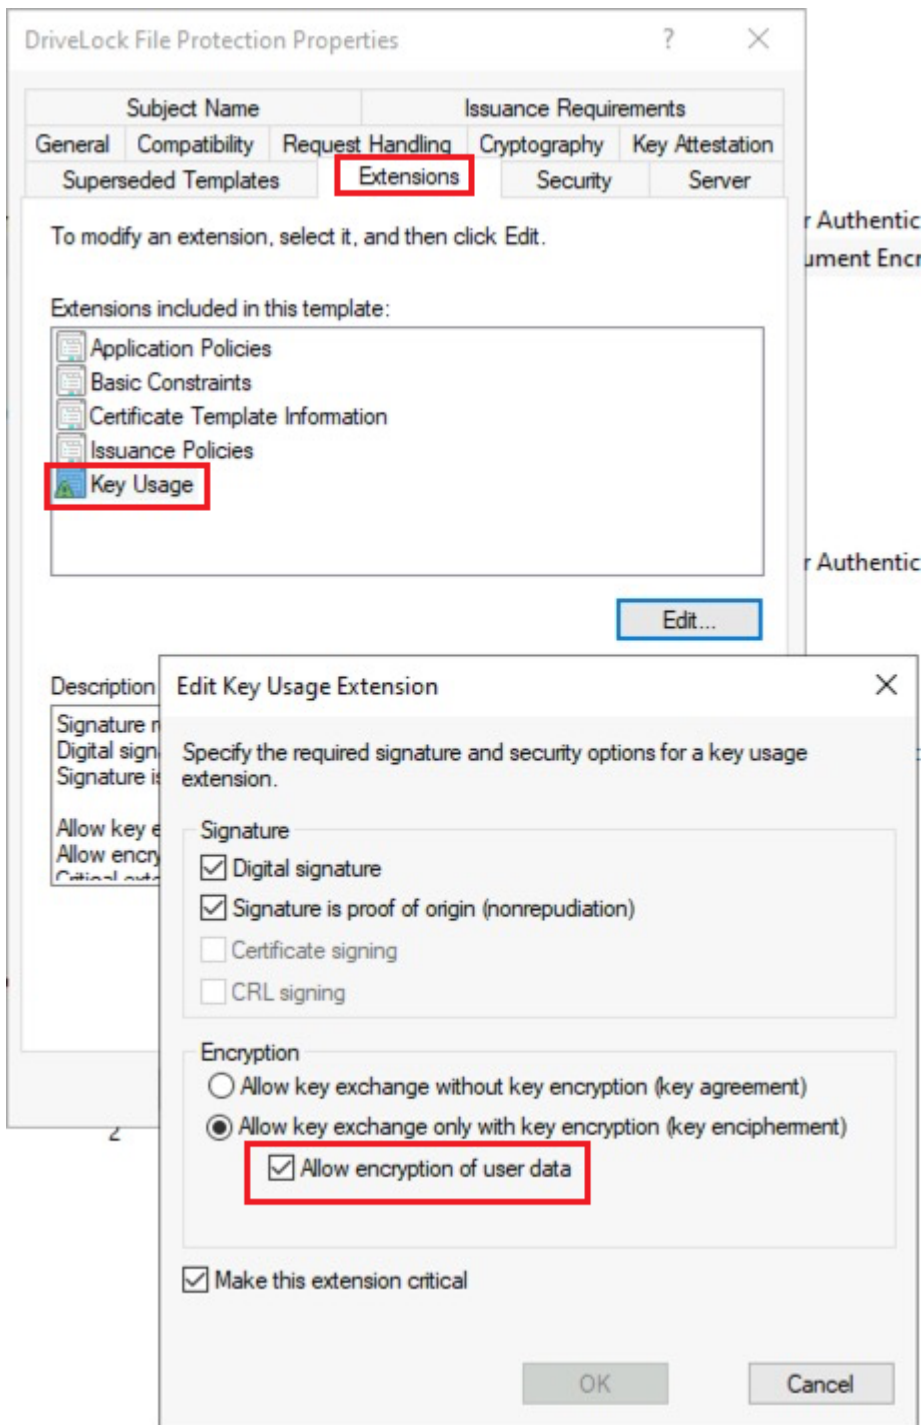 DriveLock File Protection Properties
?
Subject Name Issuance Requirements
General Compatibility Request Handling Cryptography Key Attestation
Superseded Templates Extensions Security Server
To modify an extension, select it, and then click Edit.
Extensions included in this template:
Application Policies
Basic Constraints
Certificate Template Information
Issuance Policies
Key Usage
Edit...
r Authentic
ument Encr
r Authentic
Description
Signature
Digital sign
Signature is
Allow key e
Allow encry
2
Edit Key Usage Extension
Specify the required signature and security options for a key usage
extension.
Signature
Digital signature
Signature is proof of origin (nonrepudiation)
Certificate signing
CRL signing
Encryption
Allow key exchange without key encryption (key agreement)
Allow key exchange only with key encryption (key encipherment)
Allow encryption of user data
Make this extension critical
OK Cancel